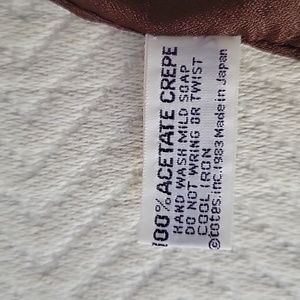 100% ACETATE CREPE
HAND WASH MILD SOAP
DO NOT WRING OR TWIST
COOL IRON
©totes.inc.1983 Made in Japan